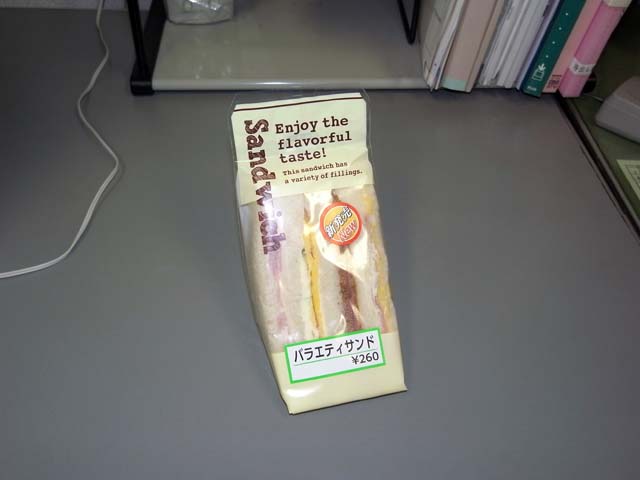 Sandwich
Enjoy the
flavorful
taste!
This sandwich has
a variety of fillings.
新発売
New
バラエティサンド
¥260